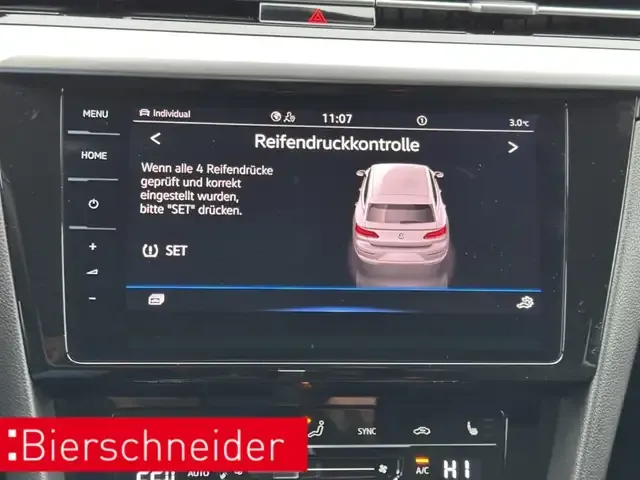 MENU
Individual
11:07
3.0°C
Reifendruckkontrolle
HOME
Wenn alle 4 Reifendrücke
geprüft und korrekt
eingestellt wurden,
bitte "SET" drücken.
SET
SYNC
Bierschneider
AUTO
A/C
HI